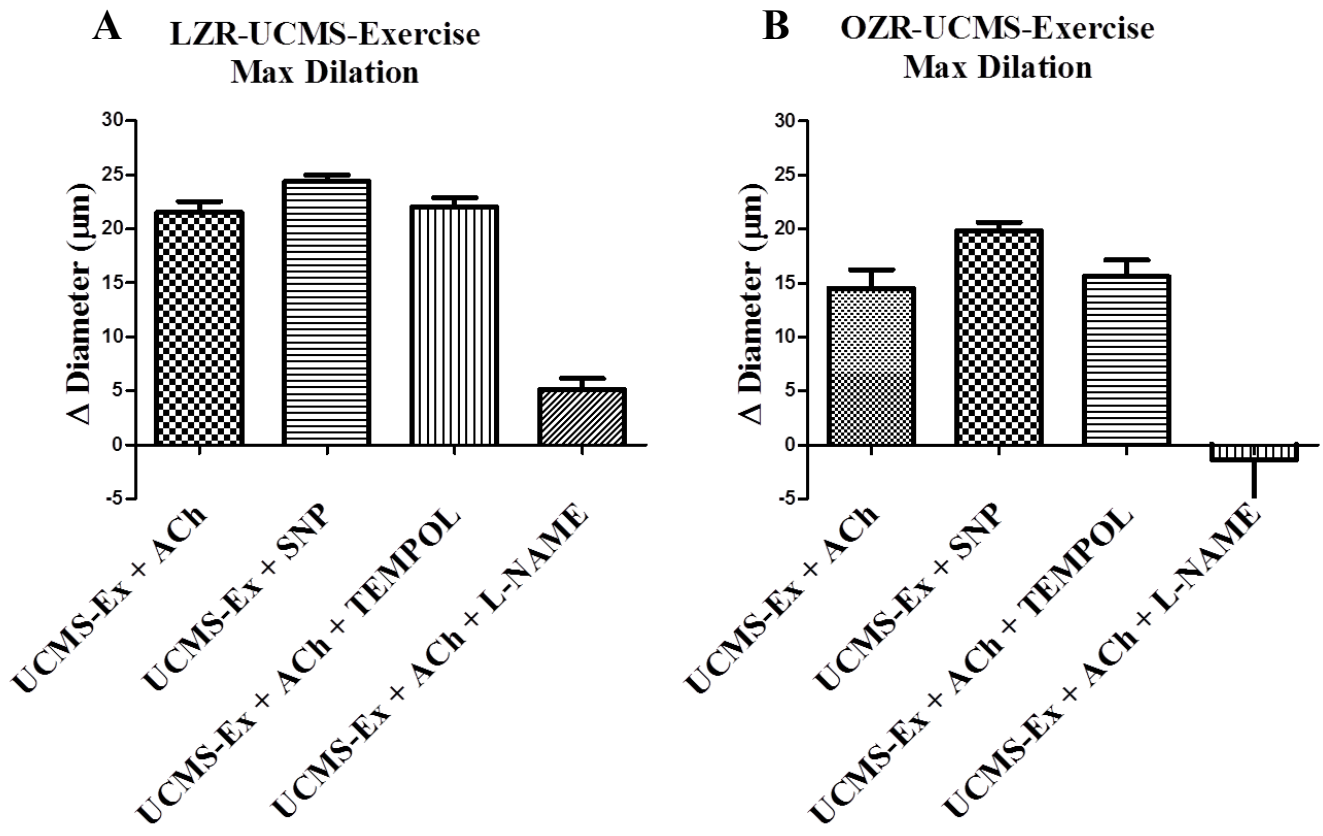 A
LZR-UCMS-Exercise
Max Dilation
Δ Diameter (μm)
30
25
20
15
10
5
0
-5
UCMS-Ex + ACh
UCMS-Ex + SNP
UCMS-Ex + ACh + TEMPOL
UCMS-Ex + ACh + L-NAME
B
OZR-UCMS-Exercise
Max Dilation
Δ Diameter (μm)
30
25
20
15
10
5
0
-5
UCMS-Ex + ACh
UCMS-Ex + SNP
UCMS-Ex + ACh + TEMPOL
UCMS-Ex + ACh + L-NAME